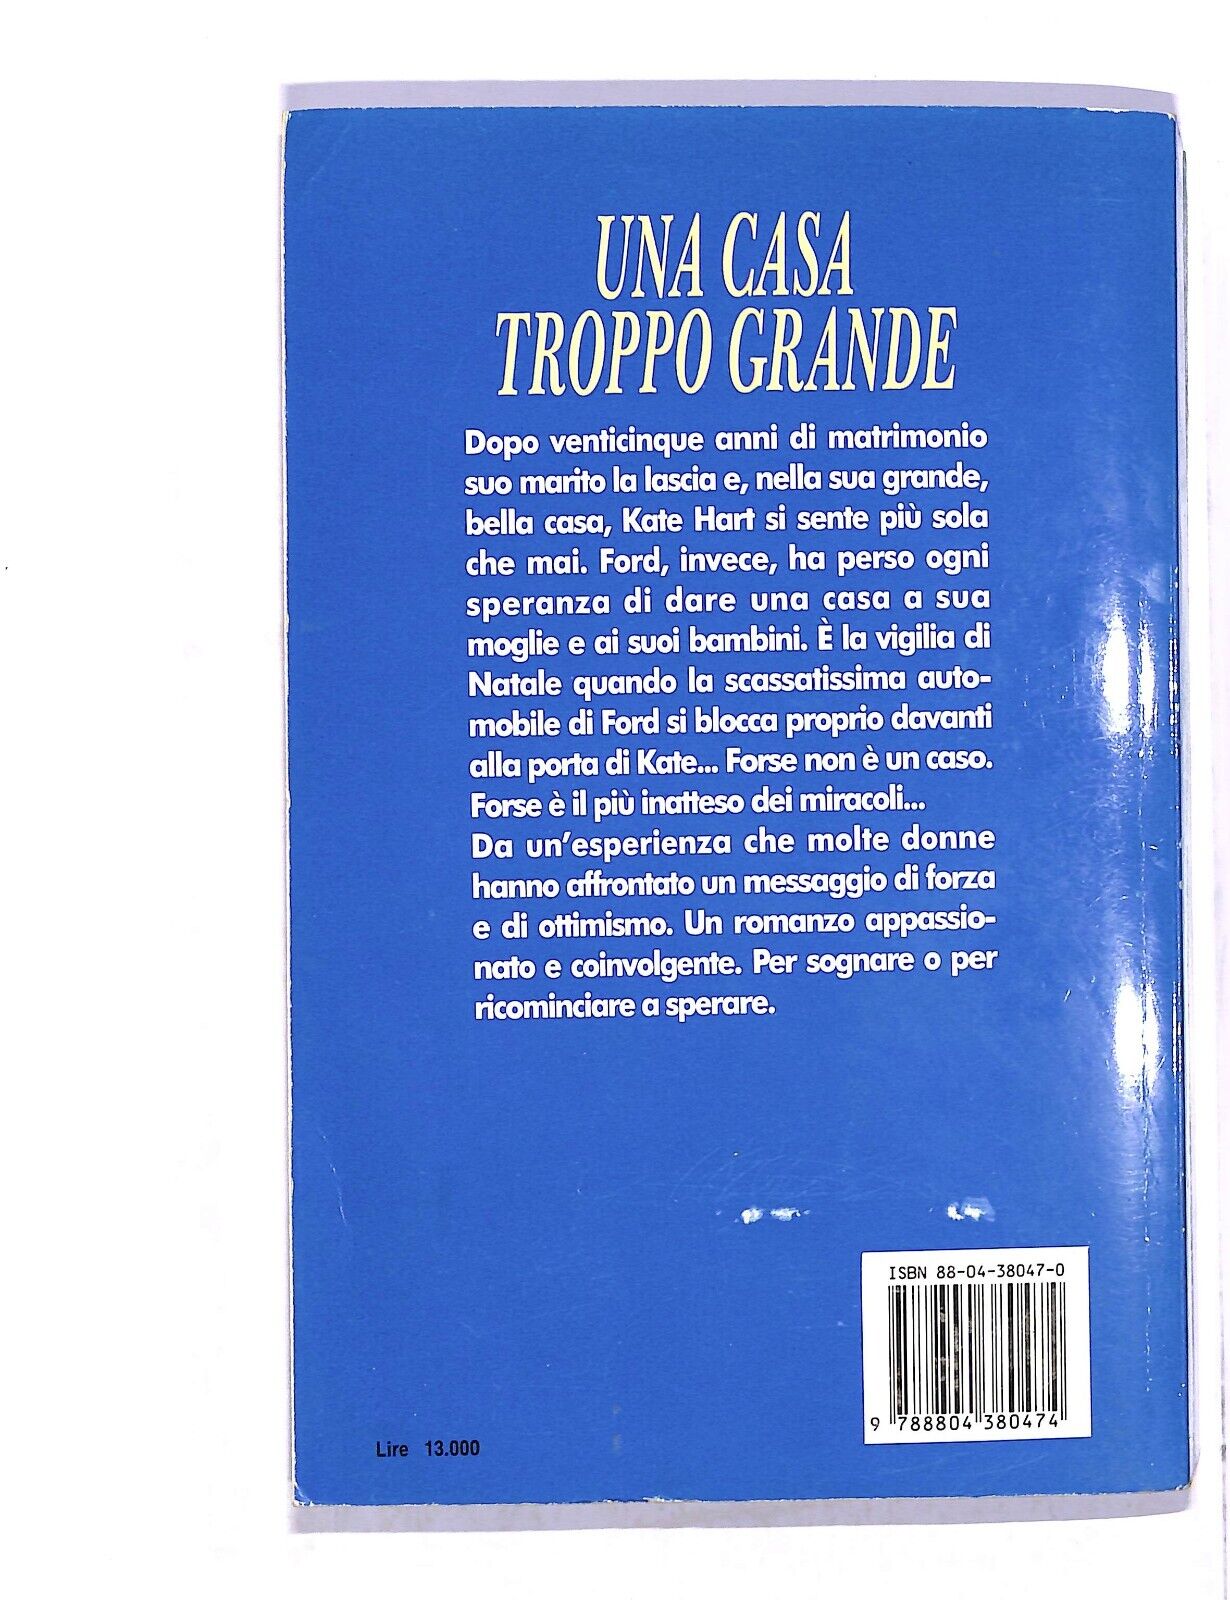 UNA CASA
TROPPO GRANDE
Dopo venticinque anni di matrimonio
suo marito la lascia e, nella sua grande,
bella casa, Kate Hart si sente più sola
che mai. Ford, invece, ha perso ogni
speranza di dare una casa a sua
moglie e ai suoi bambini. È la vigilia di
Natale quando la scassatissima auto-
mobile di Ford si blocca proprio davanti
alla porta di Kate... Forse non è un caso.
Forse è il più inatteso dei miracoli...
Da un'esperienza che molte donne
hanno affrontato un messaggio di forza
e di ottimismo. Un romanzo appassio-
nato e coinvolgente. Per sognare o per
ricominciare a sperare.
ISBN 88-04-38047-0
9 788804 380474
Lire 13.000